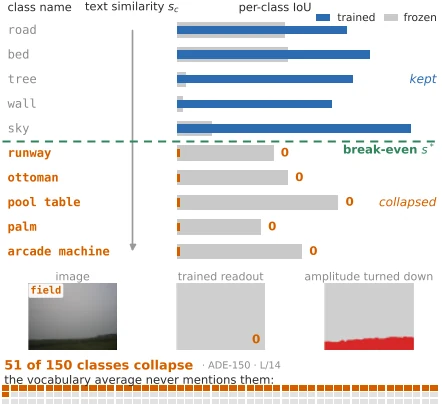 class name text similarity s_c per-class IoU
trained frozen
road
bed
tree kept
wall
sky
break-even s*
runway 0
ottoman 0
pool table 0 collapsed
palm 0
arcade machine 0
image trained readout amplitude turned down
field
0
51 of 150 classes collapse · ADE-150 · L/14
the vocabulary average never mentions them: